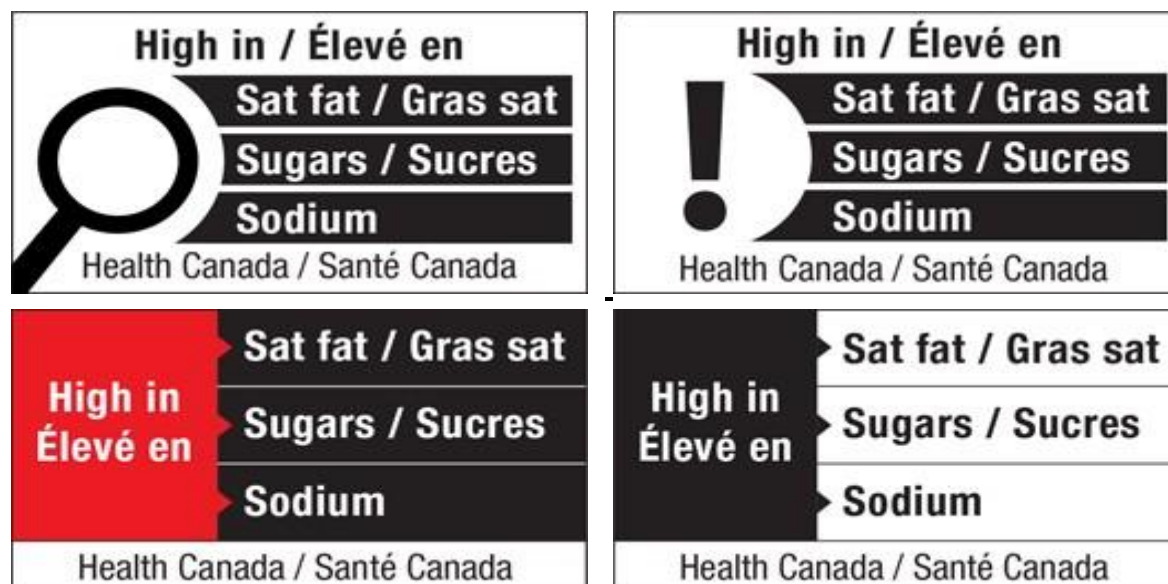 High in / Élevé en
Sat fat / Gras sat
Sugars / Sucres
Sodium
Health Canada / Santé Canada
High in / Élevé en
Sat fat / Gras sat
Sugars / Sucres
Sodium
Health Canada / Santé Canada
High in
Élevé en
Sat fat / Gras sat
Sugars / Sucres
Sodium
Health Canada / Santé Canada
High in
Élevé en
Sat fat / Gras sat
Sugars / Sucres
Sodium
Health Canada / Santé Canada